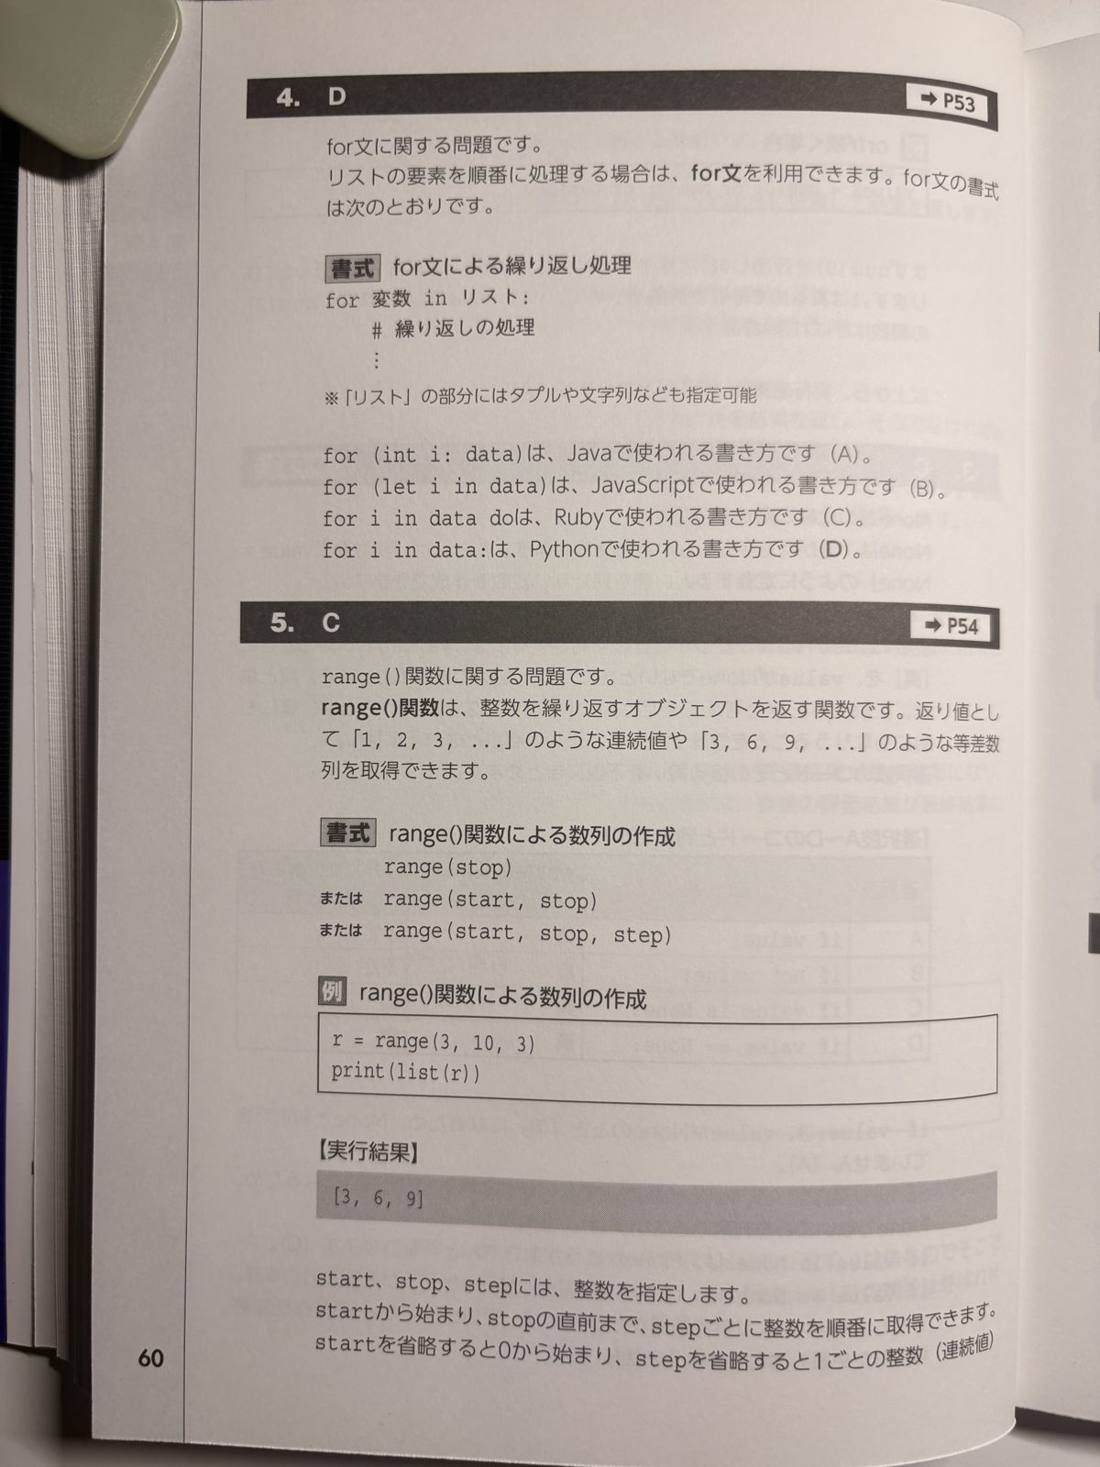 4. D ➡ P53
for文に関する問題です。
リストの要素を順番に処理する場合は、for文を利用できます。for文の書式
は次のとおりです。
書式 for文による繰り返し処理
for 変数 in リスト:
# 繰り返しの処理
⋮
※「リスト」の部分にはタプルや文字列なども指定可能
for (int i: data)は、Javaで使われる書き方です（A）。
for (let i in data)は、JavaScriptで使われる書き方です（B）。
for i in data doは、Rubyで使われる書き方です（C）。
for i in data:は、Pythonで使われる書き方です（D）。
5. C ➡ P54
range()関数に関する問題です。
range()関数は、整数を繰り返すオブジェクトを返す関数です。返り値とし
て「1, 2, 3, ...」のような連続値や「3, 6, 9, ...」のような等差数
列を取得できます。
書式 range()関数による数列の作成
range(stop)
または range(start, stop)
または range(start, stop, step)
例 range()関数による数列の作成
r = range(3, 10, 3)
print(list(r))
【実行結果】
[3, 6, 9]
start、stop、stepには、整数を指定します。
startから始まり、stopの直前まで、stepごとに整数を順番に取得できます。
startを省略すると0から始まり、stepを省略すると1ごとの整数（連続値）
60